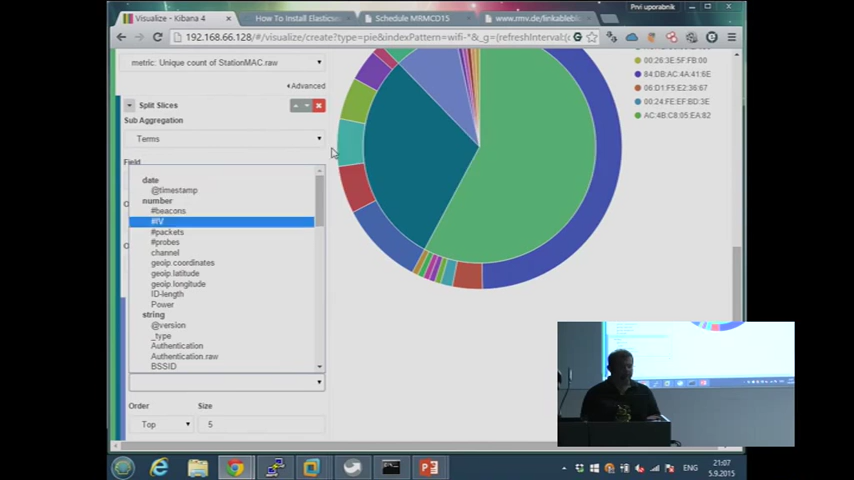 Visualize - Kibana 4
How To Install Elasticse
Schedule MRMCD15
www.rmv.de/linkableble
Prvi uporabnik
192.168.66.128/#/visualize/create?type=pie&indexPattern=wifi-*&_g=(refreshInterval:(
metric: Unique count of StationMAC.raw
Advanced
Split Slices
Sub Aggregation
Terms
Field
date
@timestamp
number
#beacons
#IV
#packets
#probes
channel
geoip.coordinates
geoip.latitude
geoip.longitude
ID-length
Power
string
@version
_type
Authentication
Authentication.raw
BSSID
Order
Size
Top
5
00:26:3E:5F:FB:00
84:DB:AC:4A:41:6E
06:D1:F5:E2:36:67
00:24:FE:EF:BD:3E
AC:4B:C8:05:EA:82
ENG
21:07
5.9.2015